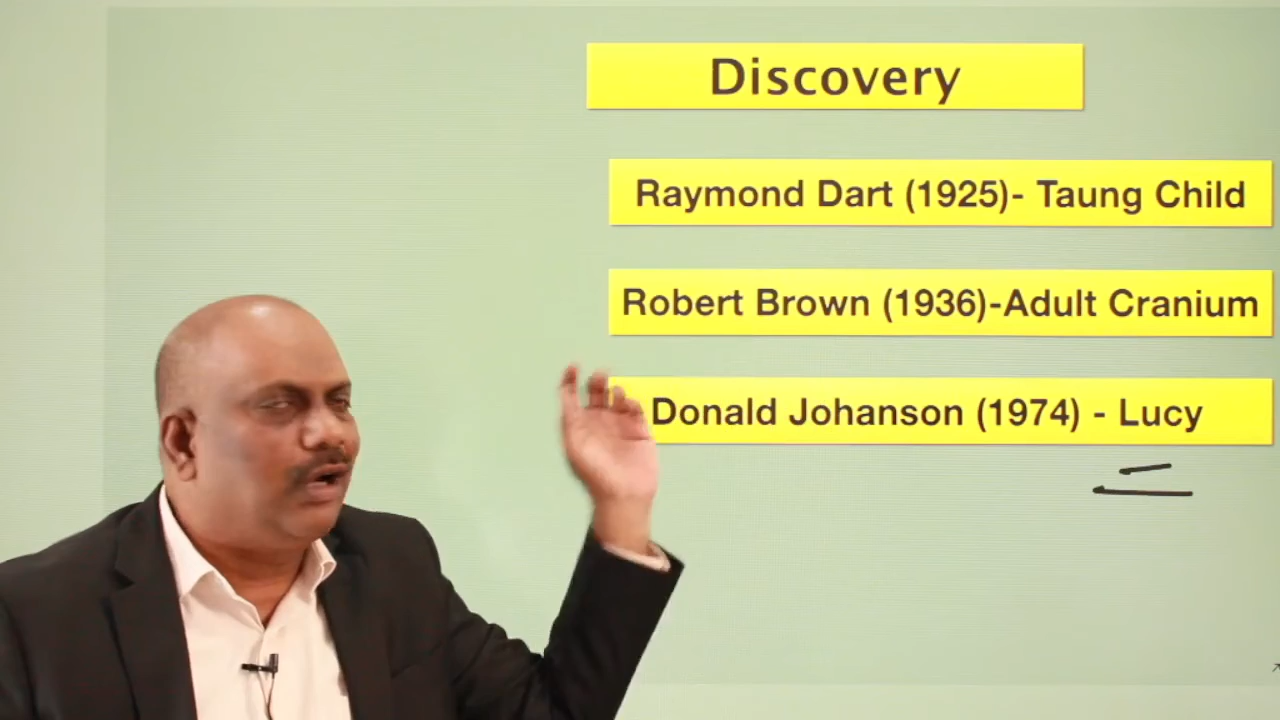 Discovery
Raymond Dart (1925)- Taung Child
Robert Brown (1936)-Adult Cranium
Donald Johanson (1974) - Lucy